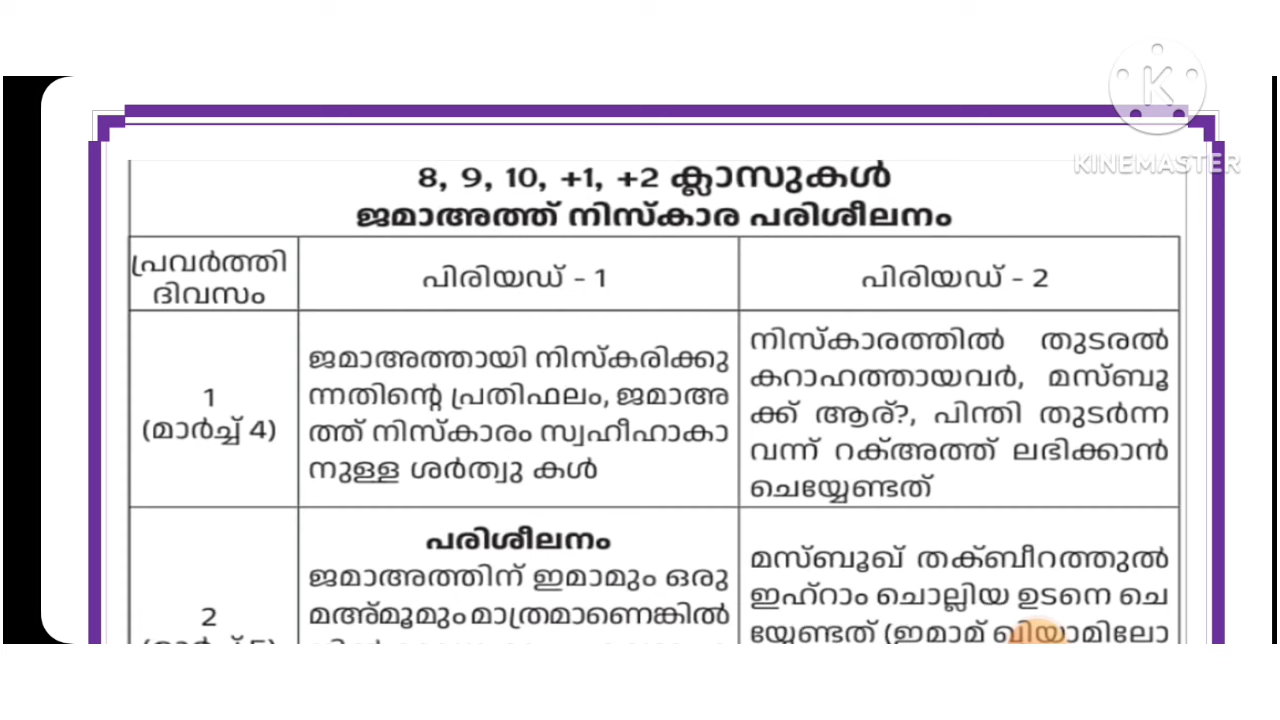 KINEMASTER
8, 9, 10, +1, +2 ക്ലാസുകൾ
ജമാഅത്ത് നിസ്കാര പരിശീലനം
പ്രവർത്തി
ദിവസം
പിരിയഡ് - 1
പിരിയഡ് - 2
1
(മാർച്ച് 4)
ജമാഅത്തായി നിസ്കരിക്കു
ന്നതിന്റെ പ്രതിഫലം, ജമാഅ
ത്ത് നിസ്കാരം സ്വഹീഹാകാ
നുള്ള ശർത്വു കൾ
നിസ്കാരത്തിൽ തുടരൽ
കറാഹത്തായവർ, മസ്ബൂ
ക്ക് ആര്?, പിന്തി തുടർന്ന
വന്ന് റക്അത്ത് ലഭിക്കാൻ
ചെയ്യേണ്ടത്
2
പരിശീലനം
ജമാഅത്തിന് ഇമാമും ഒരു
മഅ്മൂമും മാത്രമാണെങ്കിൽ
മസ്ബൂഖ് തക്ബീറത്തുൽ
ഇഹ്റാം ചൊല്ലിയ ഉടനെ ചെ
യ്യേണ്ടത് (ഇമാമ് ഖിയാമിലോ